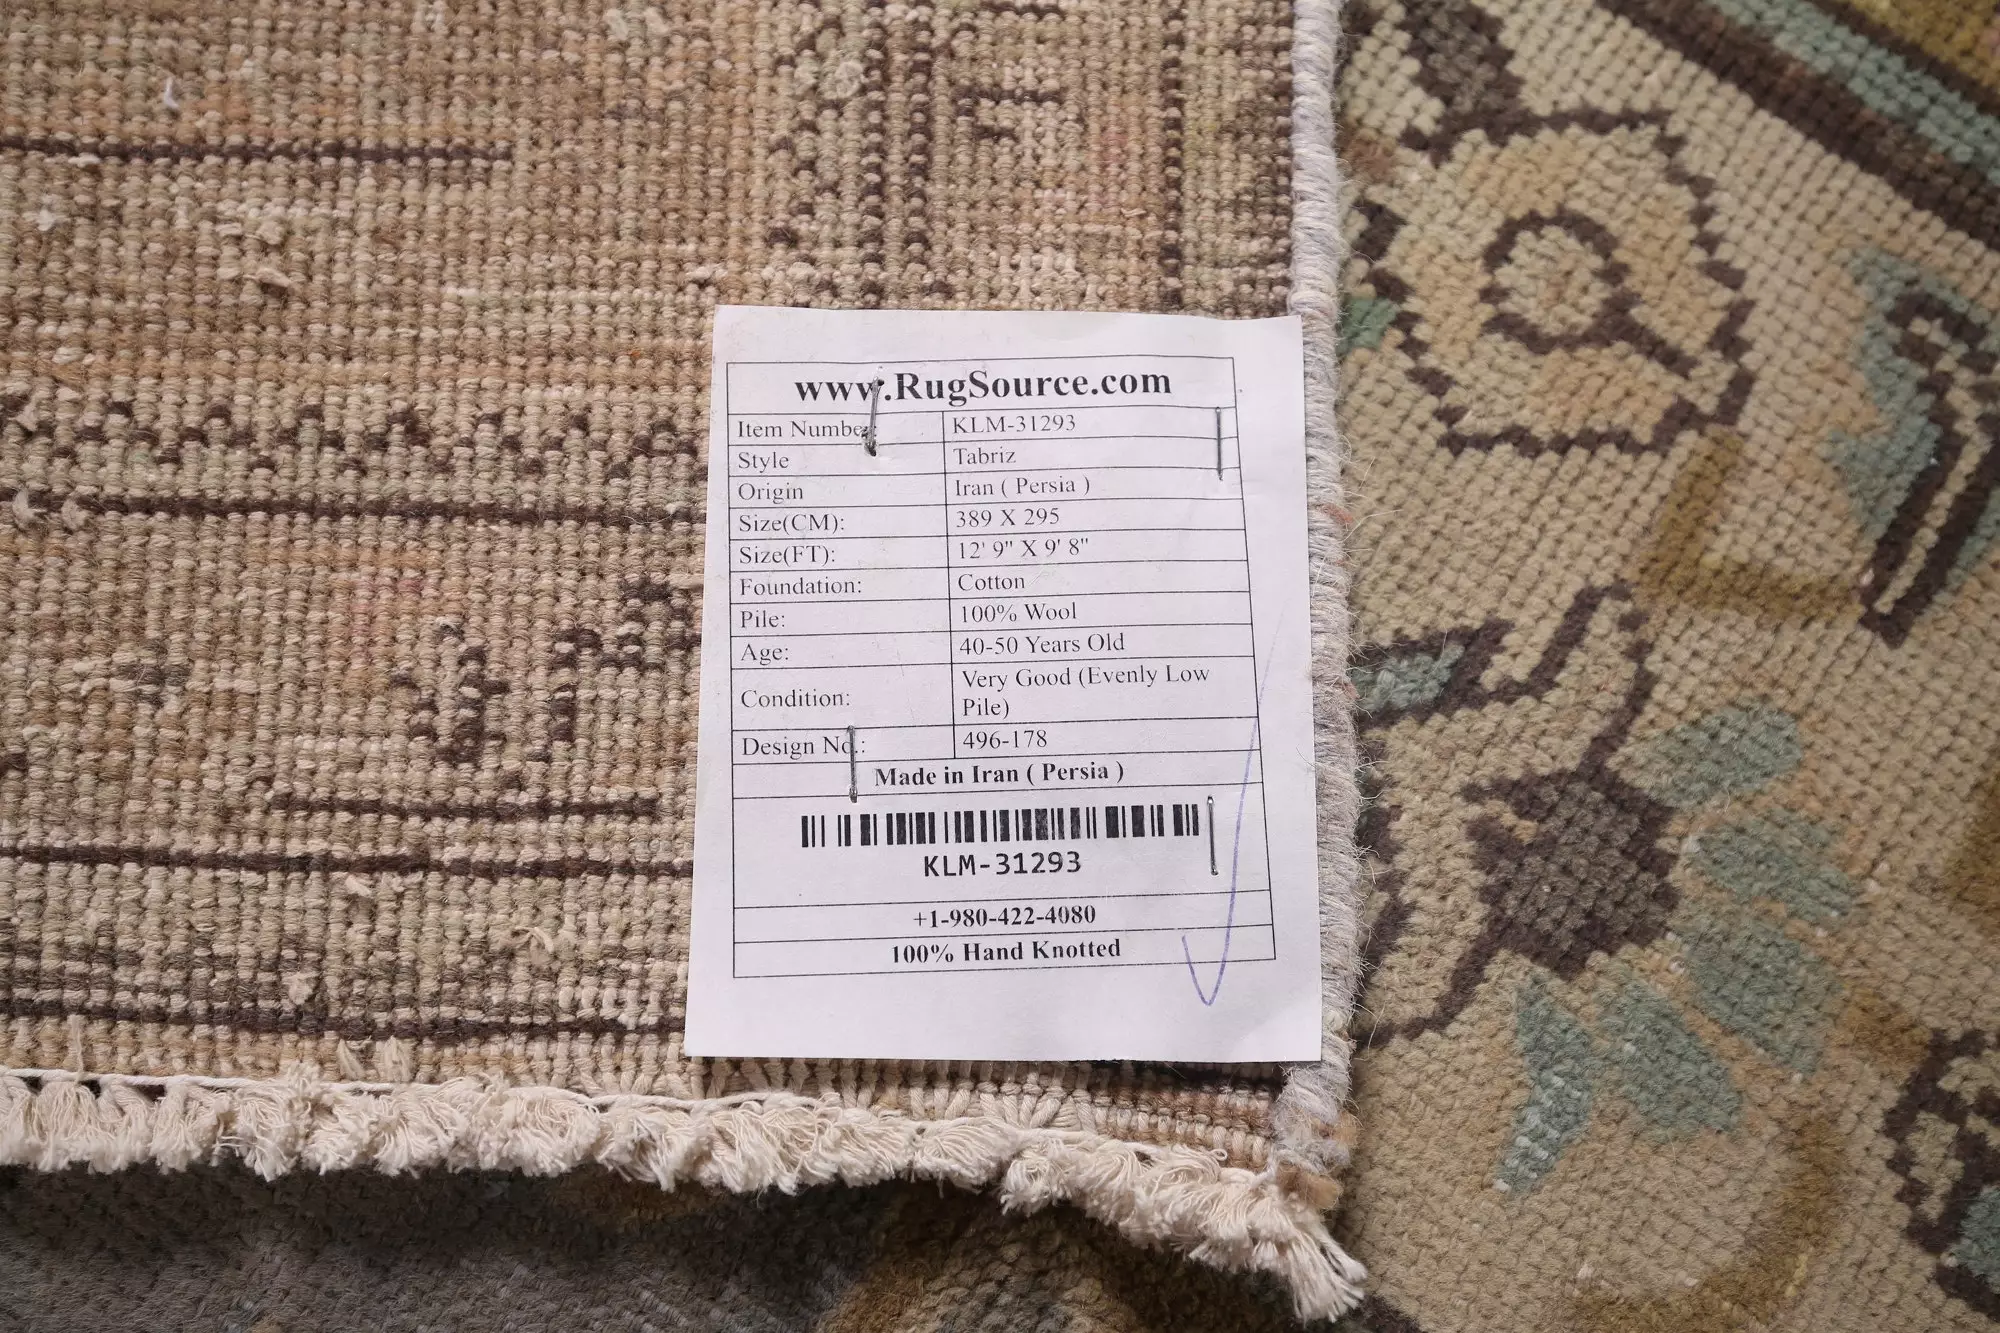 www.RugSource.com
Item Number: KLM-31293
Style Tabriz
Origin Iran ( Persia )
Size(CM): 389 X 295
Size(FT): 12' 9" X 9' 8"
Foundation: Cotton
Pile: 100% Wool
Age: 40-50 Years Old
Condition: Very Good (Evenly Low
Pile)
Design No.: 496-178
Made in Iran ( Persia )
KLM-31293
+1-980-422-4080
100% Hand Knotted